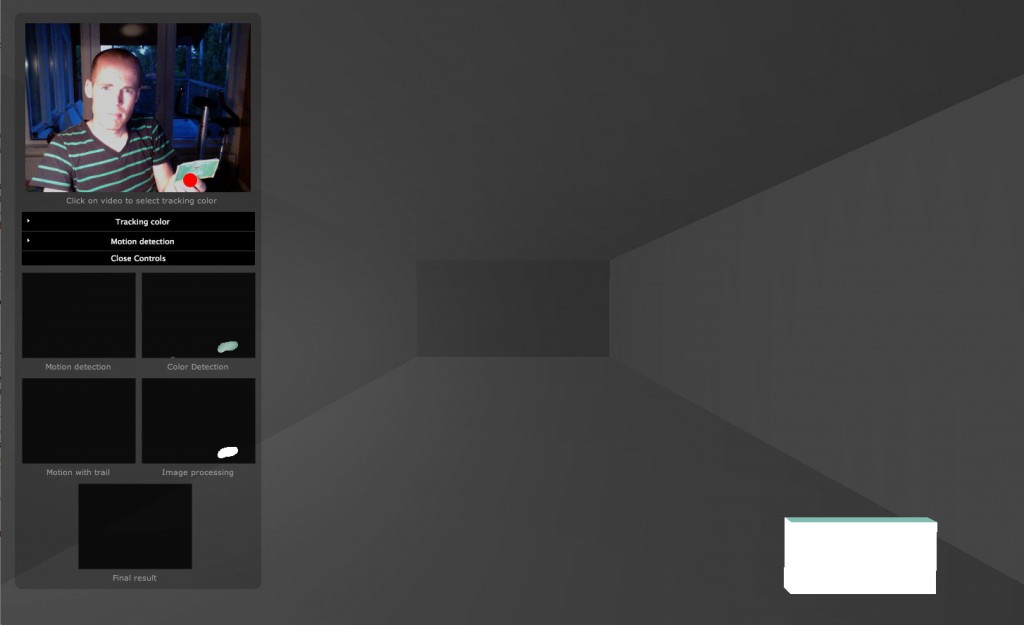 Click on video to select tracking color
Tracking color
Motion detection
Close Controls
Motion detection
Color Detection
Motion with trail
Image processing
Final result